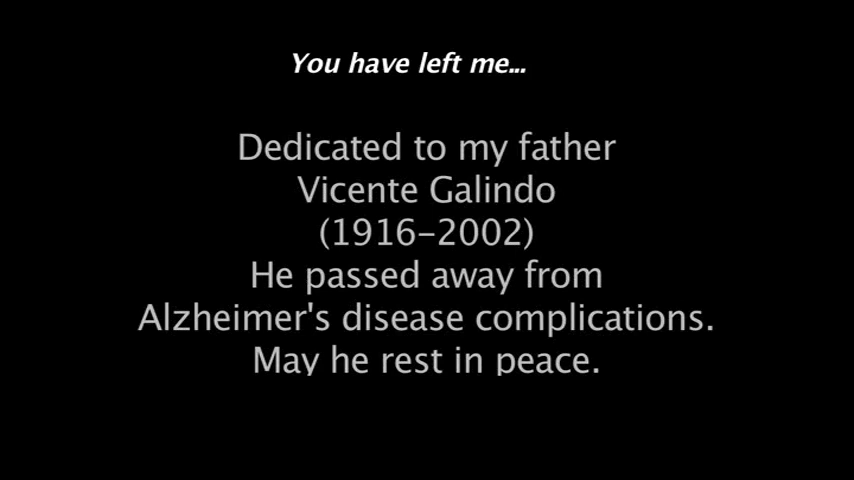 You have left me...
Dedicated to my father
Vicente Galindo
(1916-2002)
He passed away from
Alzheimer's disease complications.
May he rest in peace.